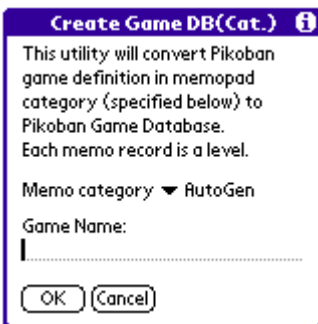 Create Game DB(Cat.) i
This utility will convert Pikoban
game definition in memopad
category (specified below) to
Pikoban Game Database.
Each memo record is a level.
Memo category AutoGen
Game Name:
OK Cancel